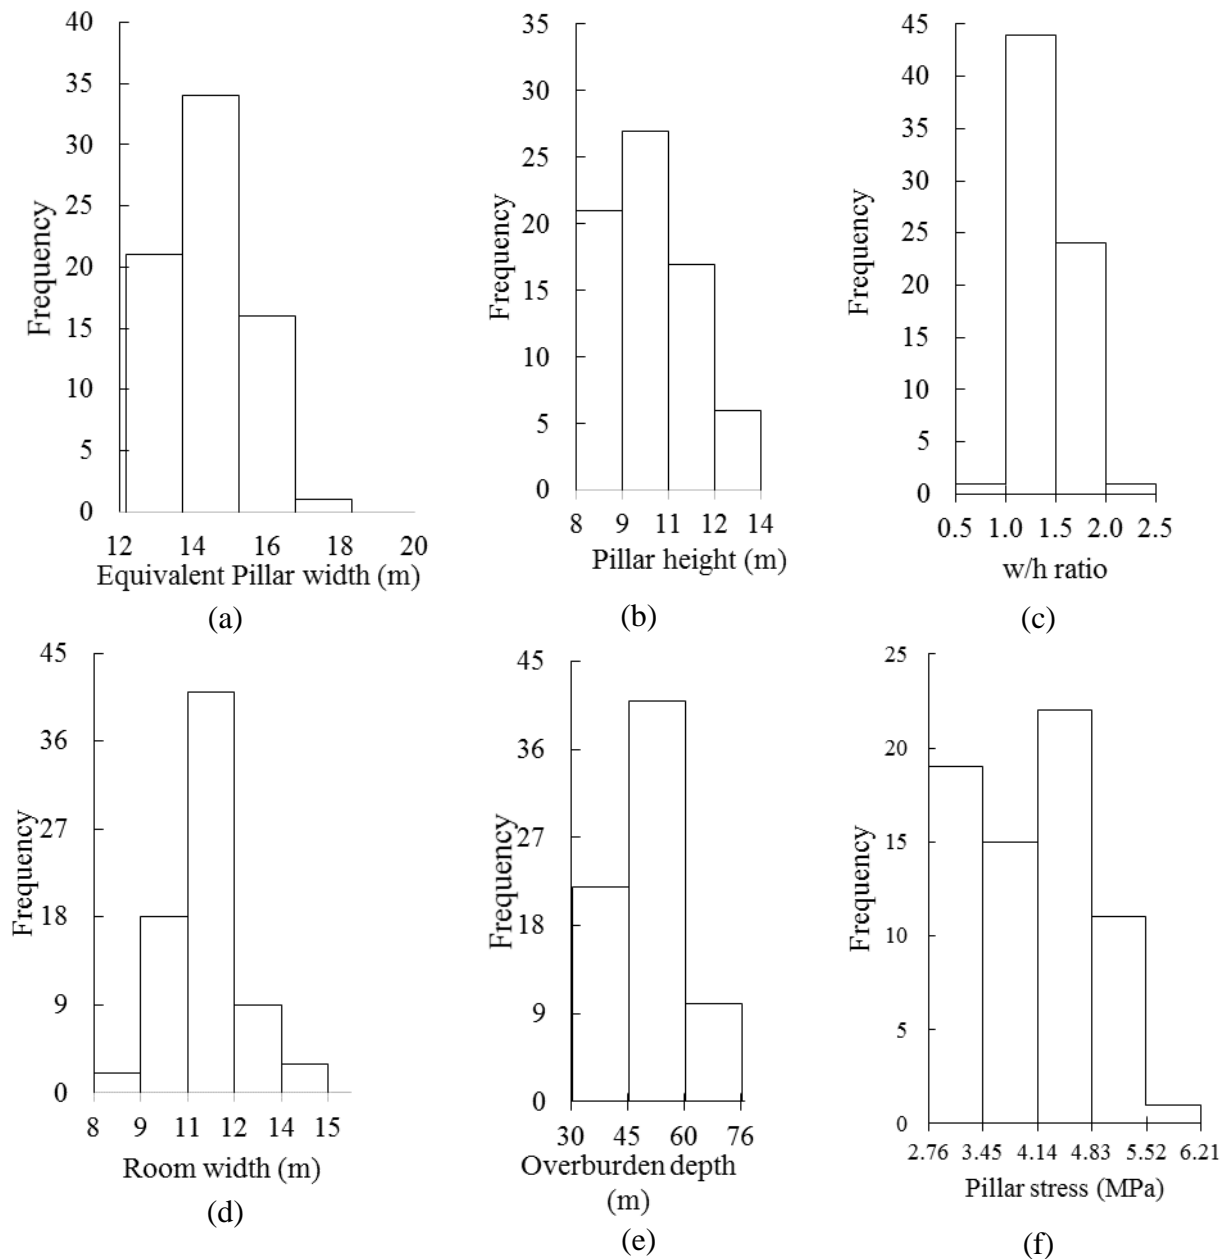 40
35
30
25
20
15
10
5
0
Frequency
12 14 16 18 20
Equivalent Pillar width (m)
(a)
35
30
25
20
15
10
5
0
Frequency
8 9 11 12 14
Pillar height (m)
(b)
45
40
35
30
25
20
15
10
5
0
Frequency
0.5 1.0 1.5 2.0 2.5
w/h ratio
(c)
45
36
27
18
9
0
Frequency
8 9 11 12 14 15
Room width (m)
(d)
45
36
27
18
9
0
Frequency
30 45 60 76
Overburden depth
(m)
(e)
25
20
15
10
5
0
Frequency
2.76 3.45 4.14 4.83 5.52 6.21
Pillar stress (MPa)
(f)